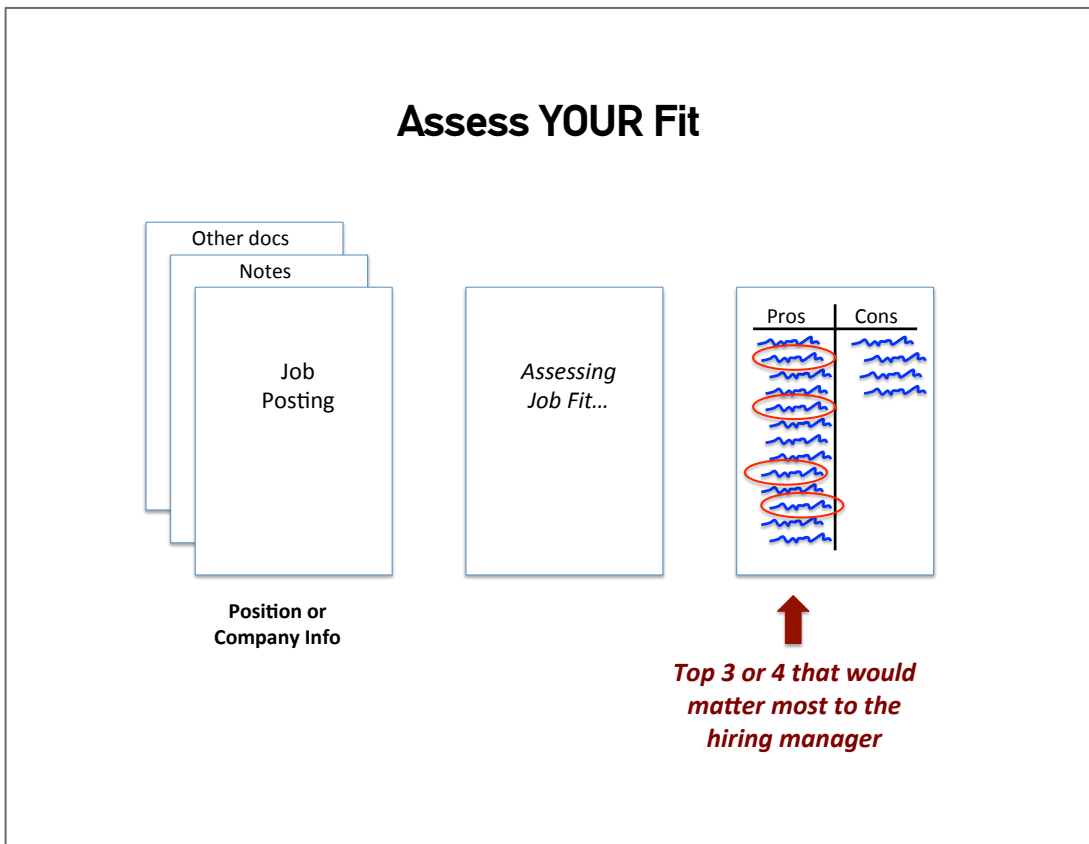 Assess YOUR Fit
Other docs
Notes
Job
Posting
Position or
Company Info
Assessing
Job Fit...
Pros
Cons
Top 3 or 4 that would
matter most to the
hiring manager